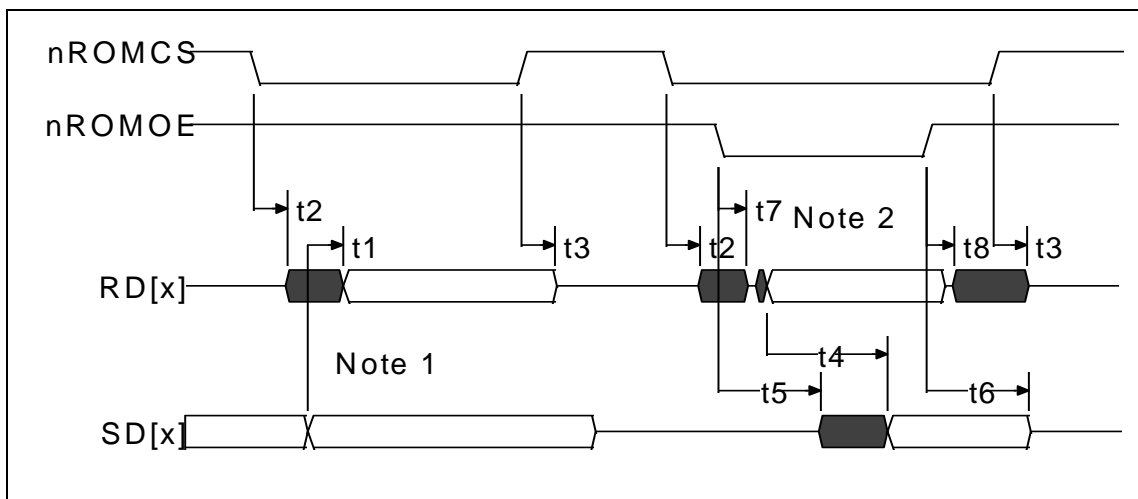 nROMCS
nROMOE
t2
t7
Note 2
t1
t3
t2
t8
t3
RD[x]
Note 1
t4
t5
t6
SD[x]